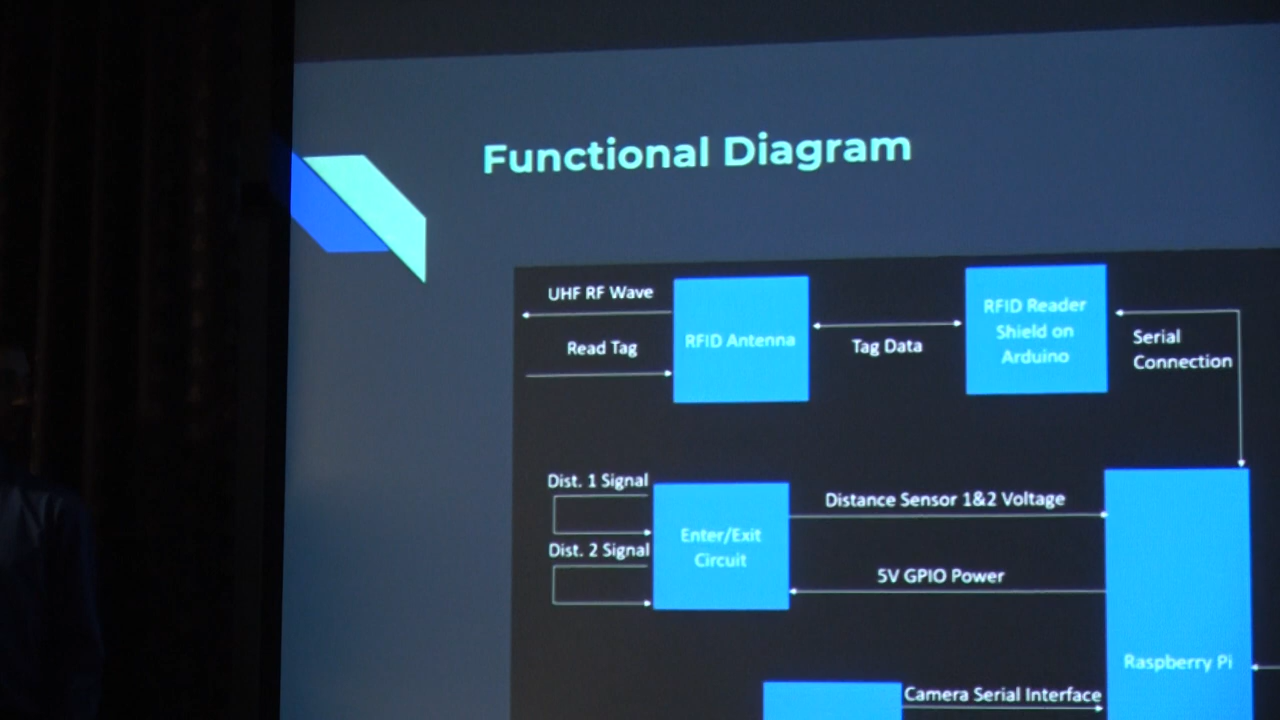 Functional Diagram
UHF RF Wave
Read Tag
RFID Antenna
Tag Data
RFID Reader
Shield on
Arduino
Serial
Connection
Dist. 1 Signal
Dist. 2 Signal
Enter/Exit
Circuit
Distance Sensor 1&2 Voltage
5V GPIO Power
Raspberry Pi
Camera Serial Interface